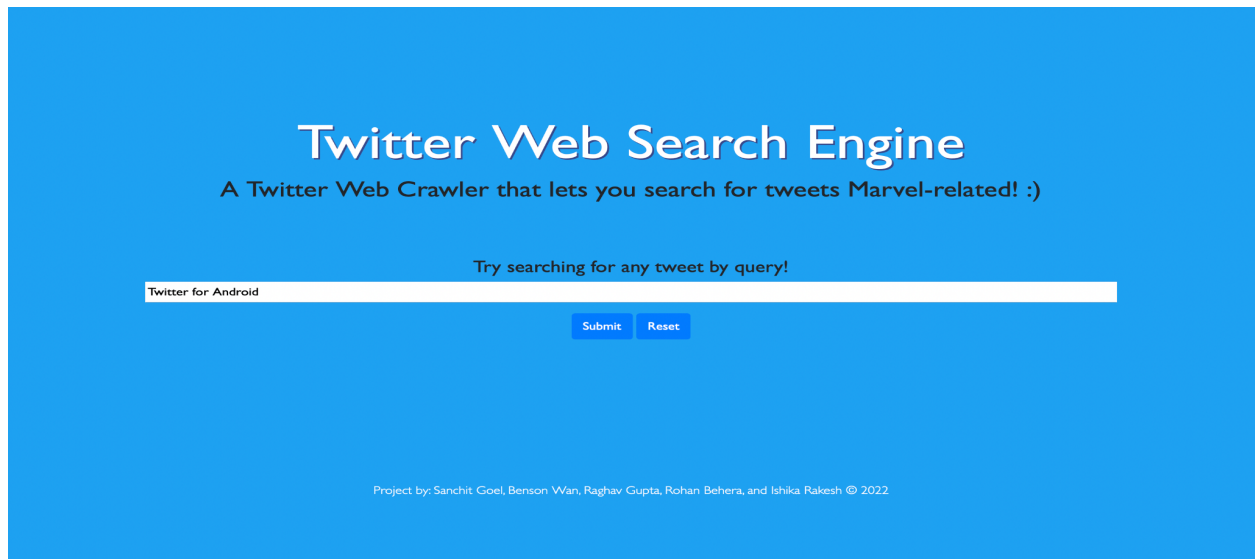 Twitter Web Search Engine
A Twitter Web Crawler that lets you search for tweets Marvel-related! :)
Try searching for any tweet by query!
Twitter for Android
Submit Reset
Project by: Sanchit Goel, Benson Wan, Raghav Gupta, Rohan Behera, and Ishika Rakesh © 2022